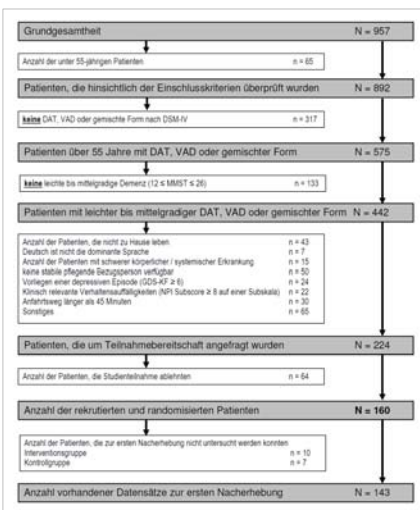 Grundgesamtheit N = 957
Anzahl der unter 55-jährigen Patienten n = 65
Patienten, die hinsichtlich der Einschlusskriterien überprüft wurden N = 892
keine DAT, VAD oder gemischte Form nach DSM-IV n = 317
Patienten über 55 Jahre mit DAT, VAD oder gemischter Form N = 575
keine leichte bis mittelgradige Demenz (12 ≤ MMST ≤ 26) n = 133
Patienten mit leichter bis mittelgradiger DAT, VAD oder gemischter Form N = 442
Anzahl der Patienten, die nicht zu Hause leben n = 43
Deutsch ist nicht die dominante Sprache n = 7
Anzahl der Patienten mit schwerer körperlicher / systemischer Erkrankung n = 15
keine stabile pflegende Bezugsperson verfügbar n = 50
Vorliegen einer depressiven Episode (GDS-KF ≥ 6) n = 24
Klinisch relevante Verhaltensauffälligkeiten (NPI Subscore ≥ 8 auf einer Subskala) n = 22
Anfahrtsweg länger als 45 Minuten n = 30
Sonstiges n = 65
Patienten, die um Teilnahmebereitschaft angefragt wurden N = 224
Anzahl der Patienten, die Studienteilnahme ablehnten n = 64
Anzahl der rekrutierten und randomisierten Patienten N = 160
Anzahl der Patienten, die zur ersten Nacherhebung nicht untersucht werden konnten
Interventionsgruppe n = 10
Kontrollgruppe n = 7
Anzahl vorhandener Datensätze zur ersten Nacherhebung N = 143